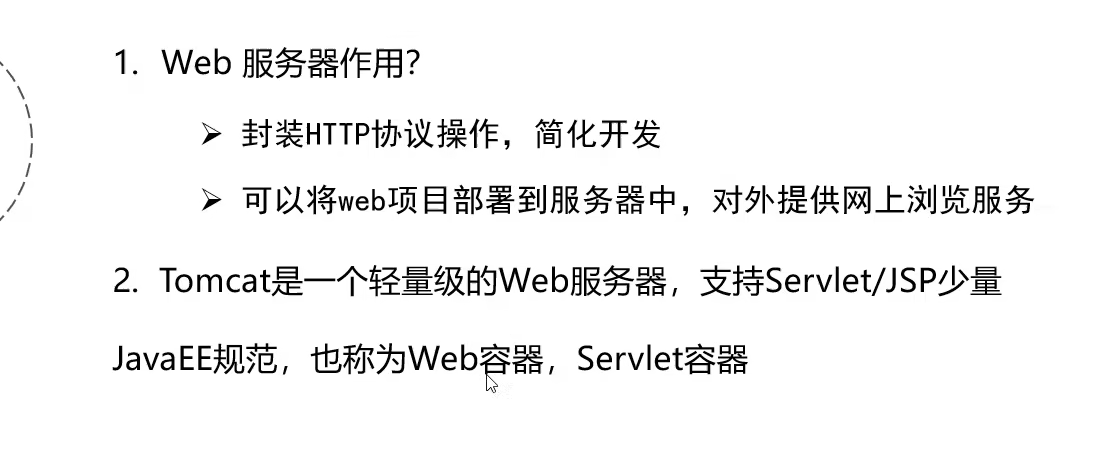 1. Web 服务器作用?
➢ 封装HTTP协议操作，简化开发
➢ 可以将web项目部署到服务器中，对外提供网上浏览服务
2. Tomcat是一个轻量级的Web服务器，支持Servlet/JSP少量
JavaEE规范，也称为Web容器，Servlet容器